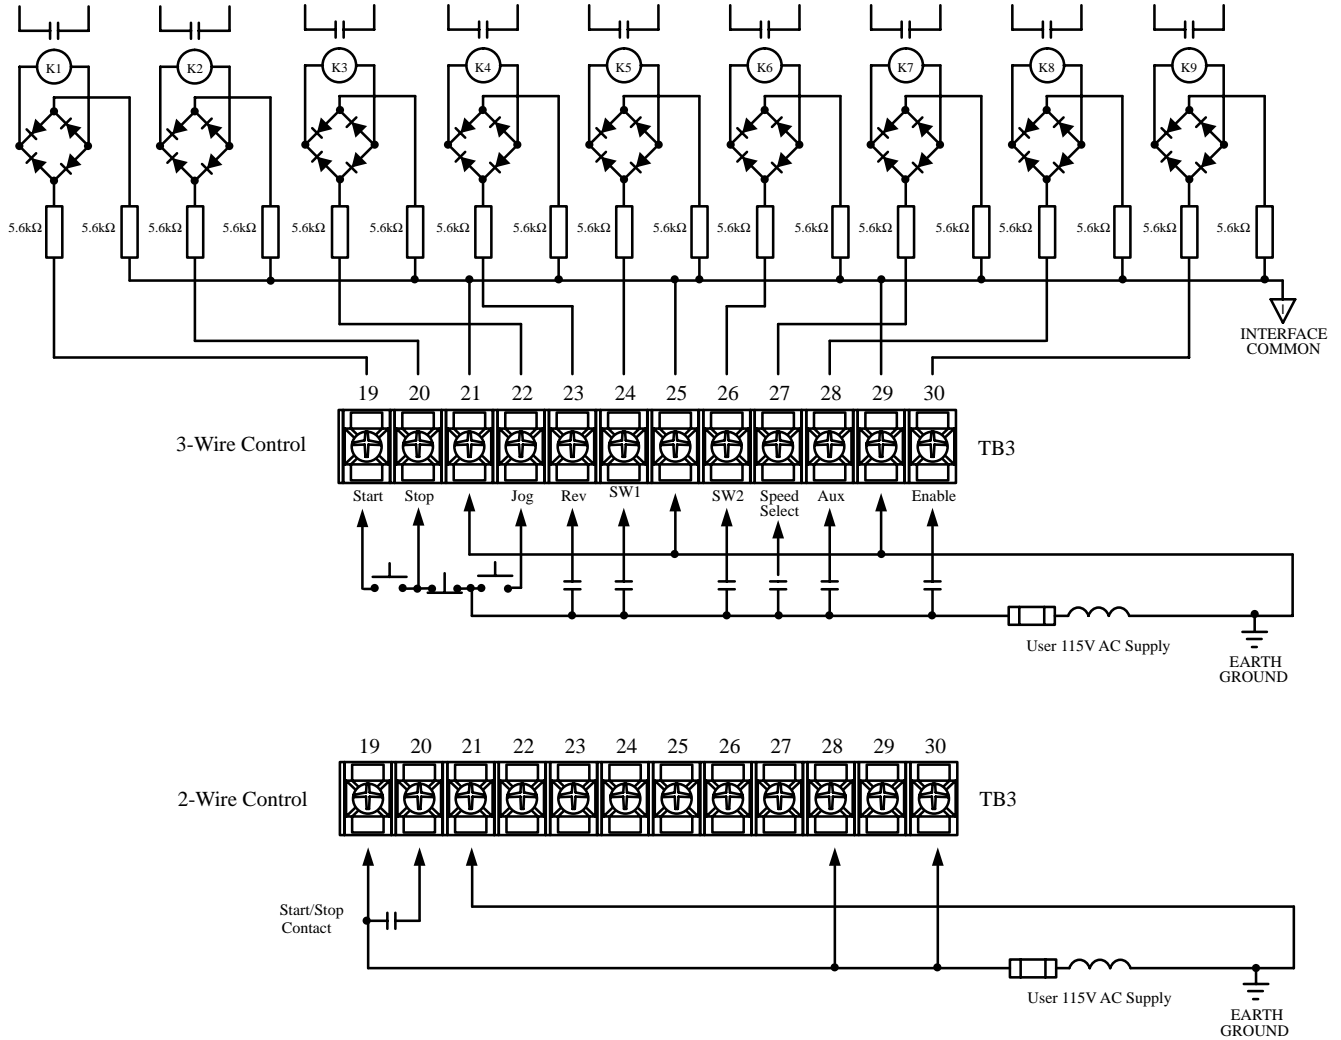 K1 K2 K3 K4 K5 K6 K7 K8 K9
5.6kΩ 5.6kΩ 5.6kΩ 5.6kΩ 5.6kΩ 5.6kΩ 5.6kΩ 5.6kΩ 5.6kΩ 5.6kΩ 5.6kΩ 5.6kΩ 5.6kΩ 5.6kΩ 5.6kΩ 5.6kΩ 5.6kΩ 5.6kΩ
INTERFACE
COMMON
19 20 21 22 23 24 25 26 27 28 29 30
3-Wire Control
TB3
Start Stop Jog Rev SW1 SW2 Speed Aux Enable
Select
User 115V AC Supply
EARTH
GROUND
19 20 21 22 23 24 25 26 27 28 29 30
2-Wire Control
TB3
Start/Stop
Contact
User 115V AC Supply
EARTH
GROUND